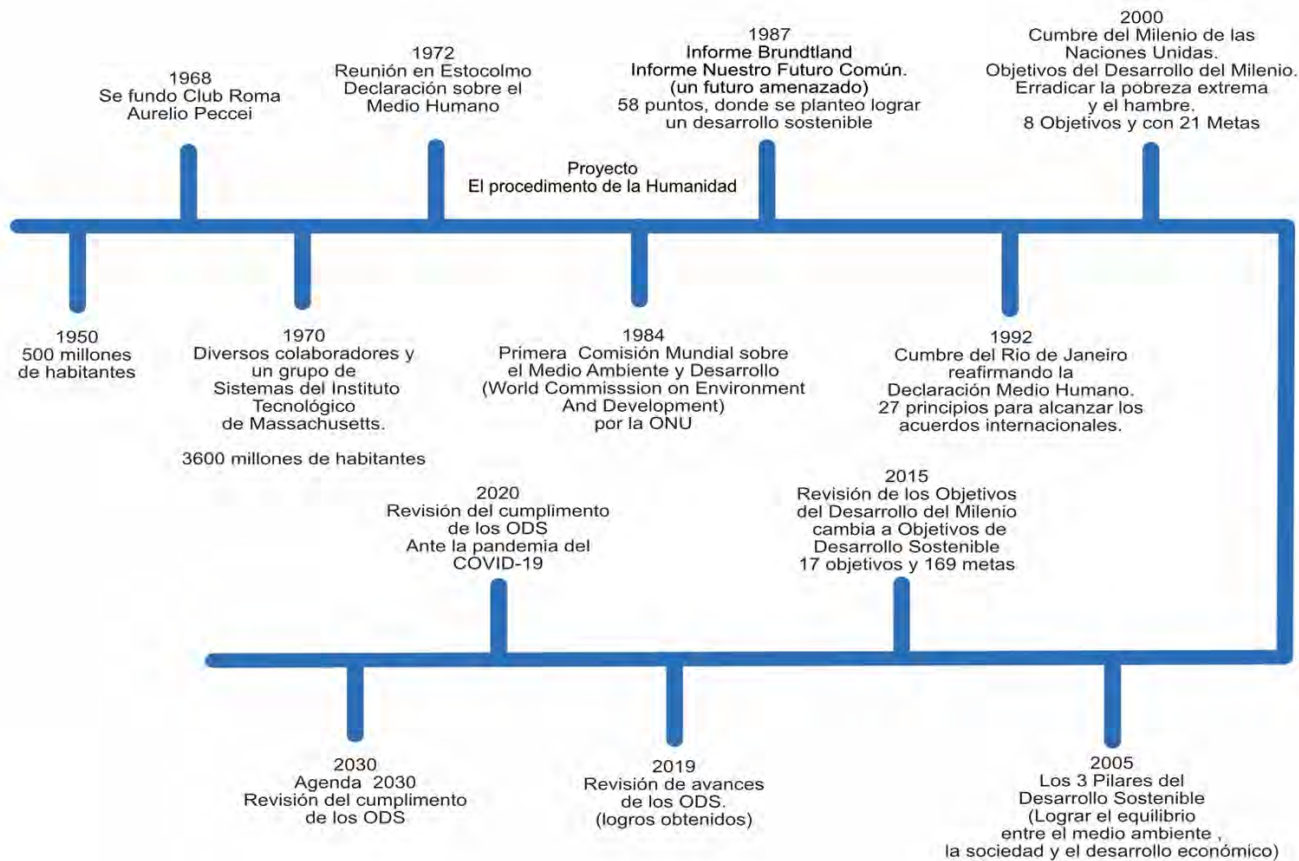 1950
500 millones
de habitantes
1968
Se fundo Club Roma
Aurelio Peccei
1970
Diversos colaboradores y
un grupo de
Sistemas del Instituto
Tecnológico
de Massachusetts.
3600 millones de habitantes
1972
Reunión en Estocolmo
Declaración sobre el
Medio Humano
Proyecto
El procedimento de la Humanidad
1984
Primera Comisión Mundial sobre
el Medio Ambiente y Desarrollo
(World Commisssion on Environment
And Development)
por la ONU
1987
Informe Brundtland
Informe Nuestro Futuro Común.
(un futuro amenazado)
58 puntos, donde se planteo lograr
un desarrollo sostenible
1992
Cumbre del Rio de Janeiro
reafirmando la
Declaración Medio Humano.
27 principios para alcanzar los
acuerdos internacionales.
2000
Cumbre del Milenio de las
Naciones Unidas.
Objetivos del Desarrollo del Milenio.
Erradicar la pobreza extrema
y el hambre.
8 Objetivos y con 21 Metas
2005
Los 3 Pilares del
Desarrollo Sostenible
(Lograr el equilibrio
entre el medio ambiente ,
la sociedad y el desarrollo económico)
2015
Revisión de los Objetivos
del Desarrollo del Milenio
cambia a Objetivos de
Desarrollo Sostenible
17 objetivos y 169 metas
2019
Revisión de avances
de los ODS.
(logros obtenidos)
2020
Revisión del cumplimento
de los ODS
Ante la pandemia del
COVID-19
2030
Agenda 2030
Revisión del cumplimento
de los ODS